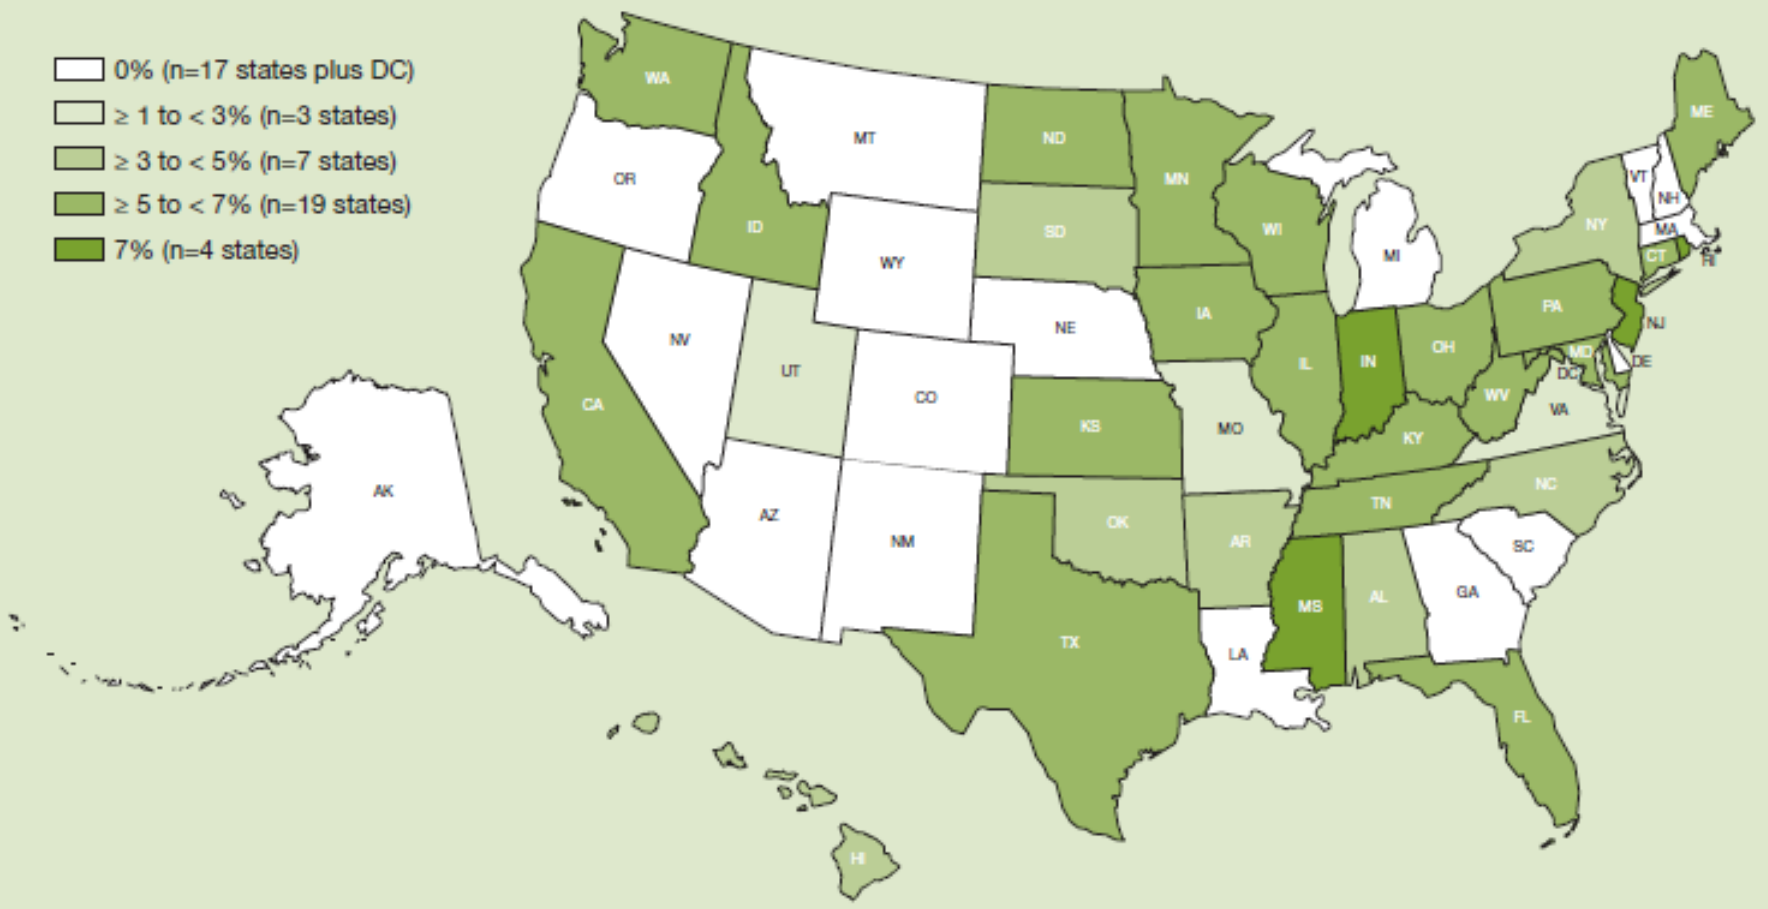 0% (n=17 states plus DC)
≥ 1 to < 3% (n=3 states)
≥ 3 to < 5% (n=7 states)
≥ 5 to < 7% (n=19 states)
7% (n=4 states)
WA
MT
ND
MN
ME
OR
ID
WY
SD
WI
MI
NY
VT
NH
MA
CT
RI
NV
UT
CO
NE
IA
IL
IN
OH
PA
NJ
MD
DE
DC
WV
VA
CA
KS
MO
KY
AK
AZ
NM
OK
AR
TN
NC
SC
MS
AL
GA
TX
LA
FL
HI